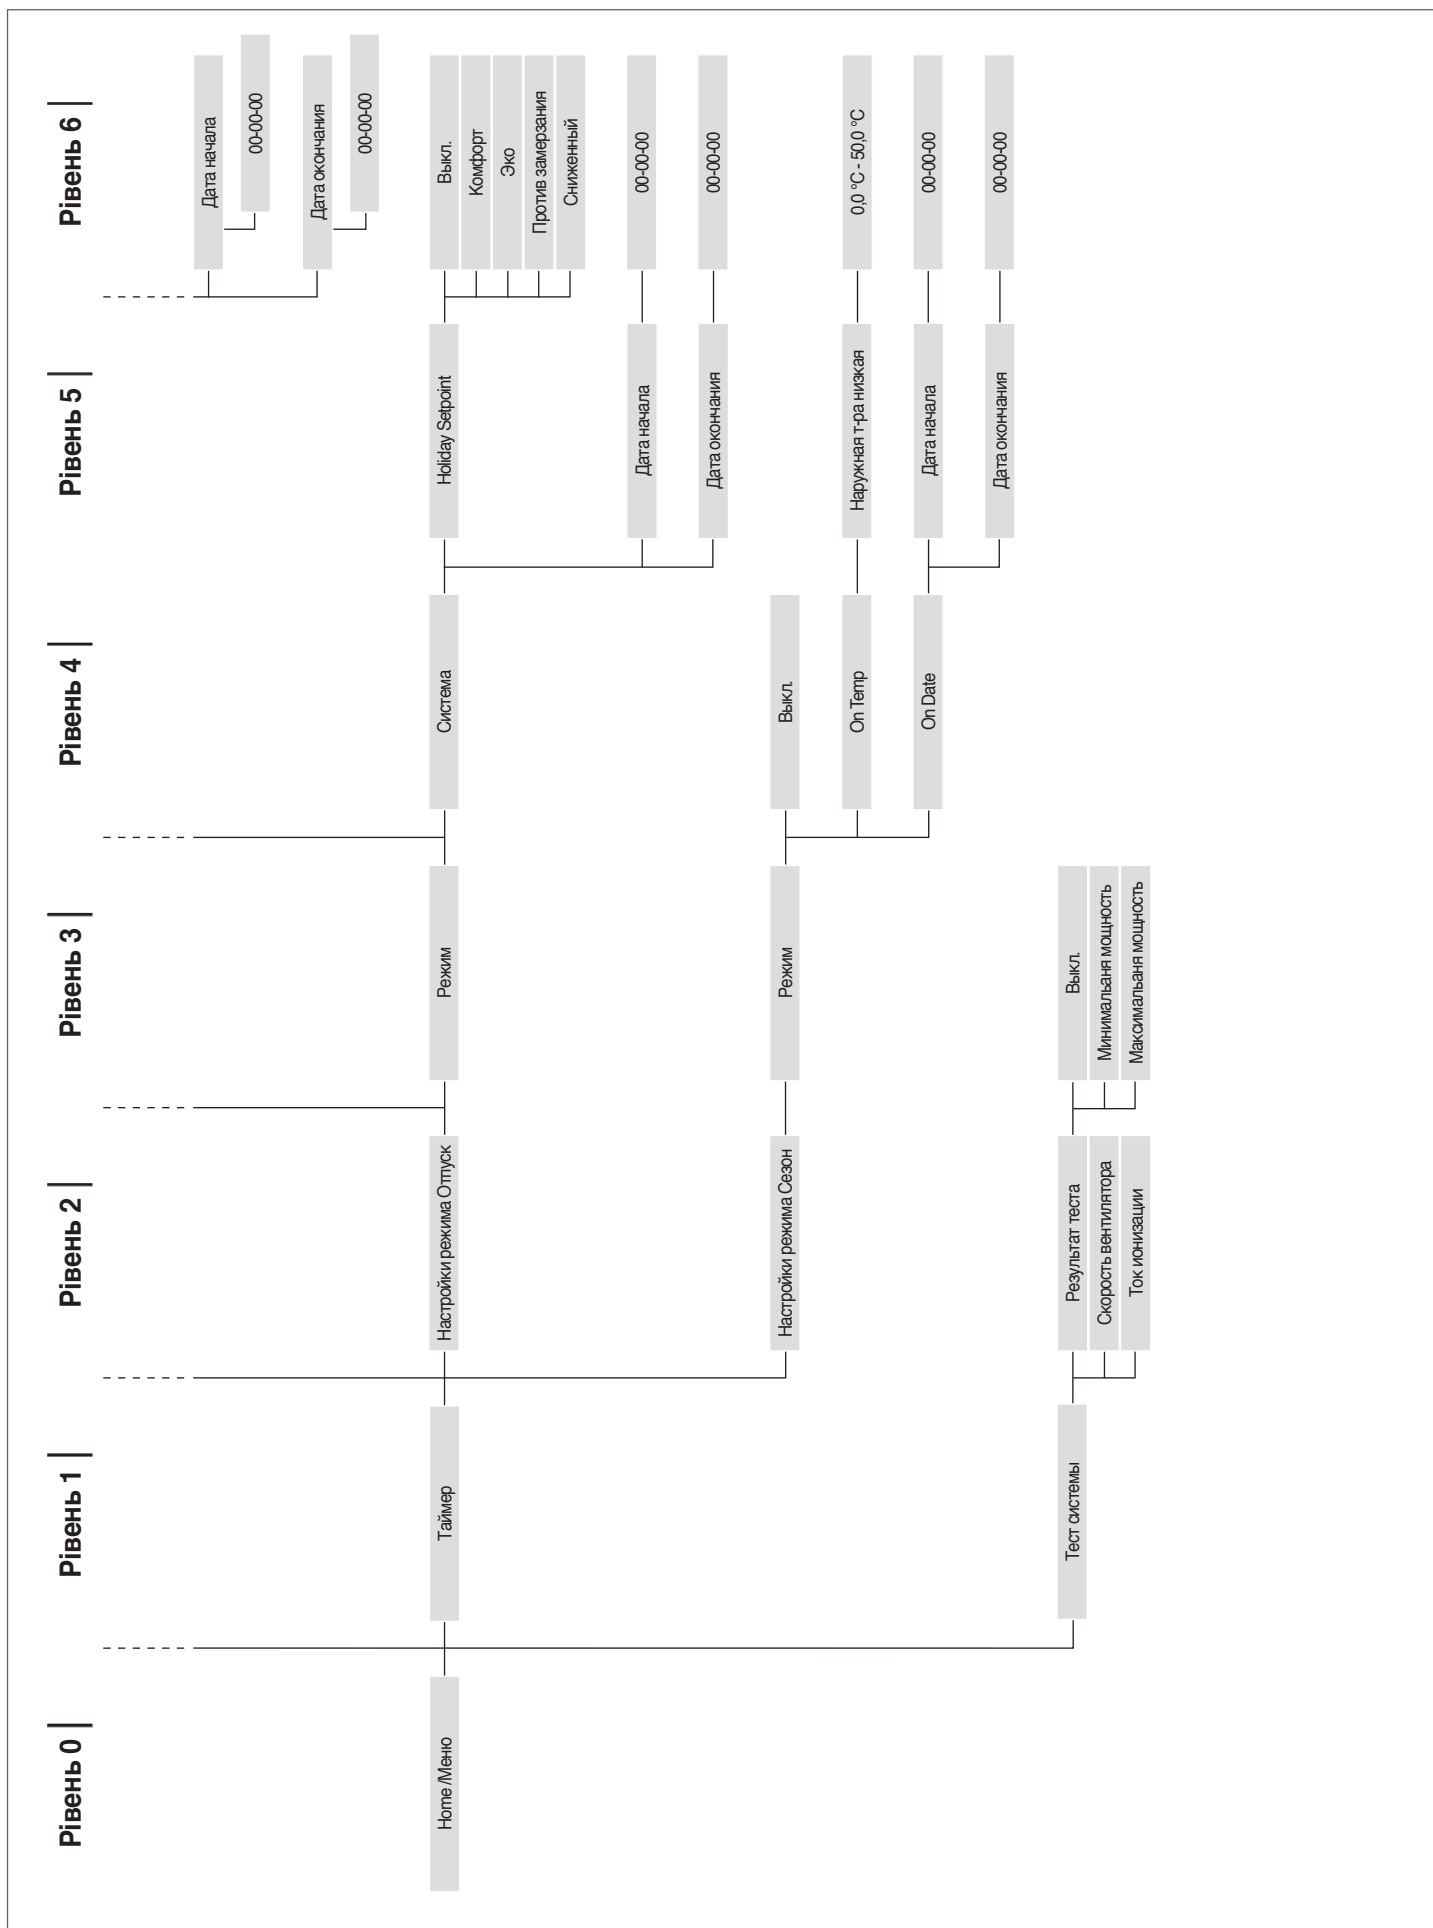 Рівень 0
Рівень 1
Рівень 2
Рівень 3
Рівень 4
Рівень 5
Рівень 6
Дата начала
00-00-00
Дата окончания
00-00-00
Home /Меню
Таймер
Настройки режима Отпуск
Режим
Система
Holiday Setpoint
Выкл.
Комфорт
Эко
Против замерзания
Сниженный
Дата начала
00-00-00
Дата окончания
00-00-00
Настройки режима Сезон
Режим
Выкл.
On Temp
Наружная т-ра низкая
0,0 °C - 50,0 °C
On Date
Дата начала
00-00-00
Дата окончания
00-00-00
Тест системы
Результат теста
Выкл.
Скорость вентилятора
Минимальаня мощность
Ток ионизации
Максимальаня мощность